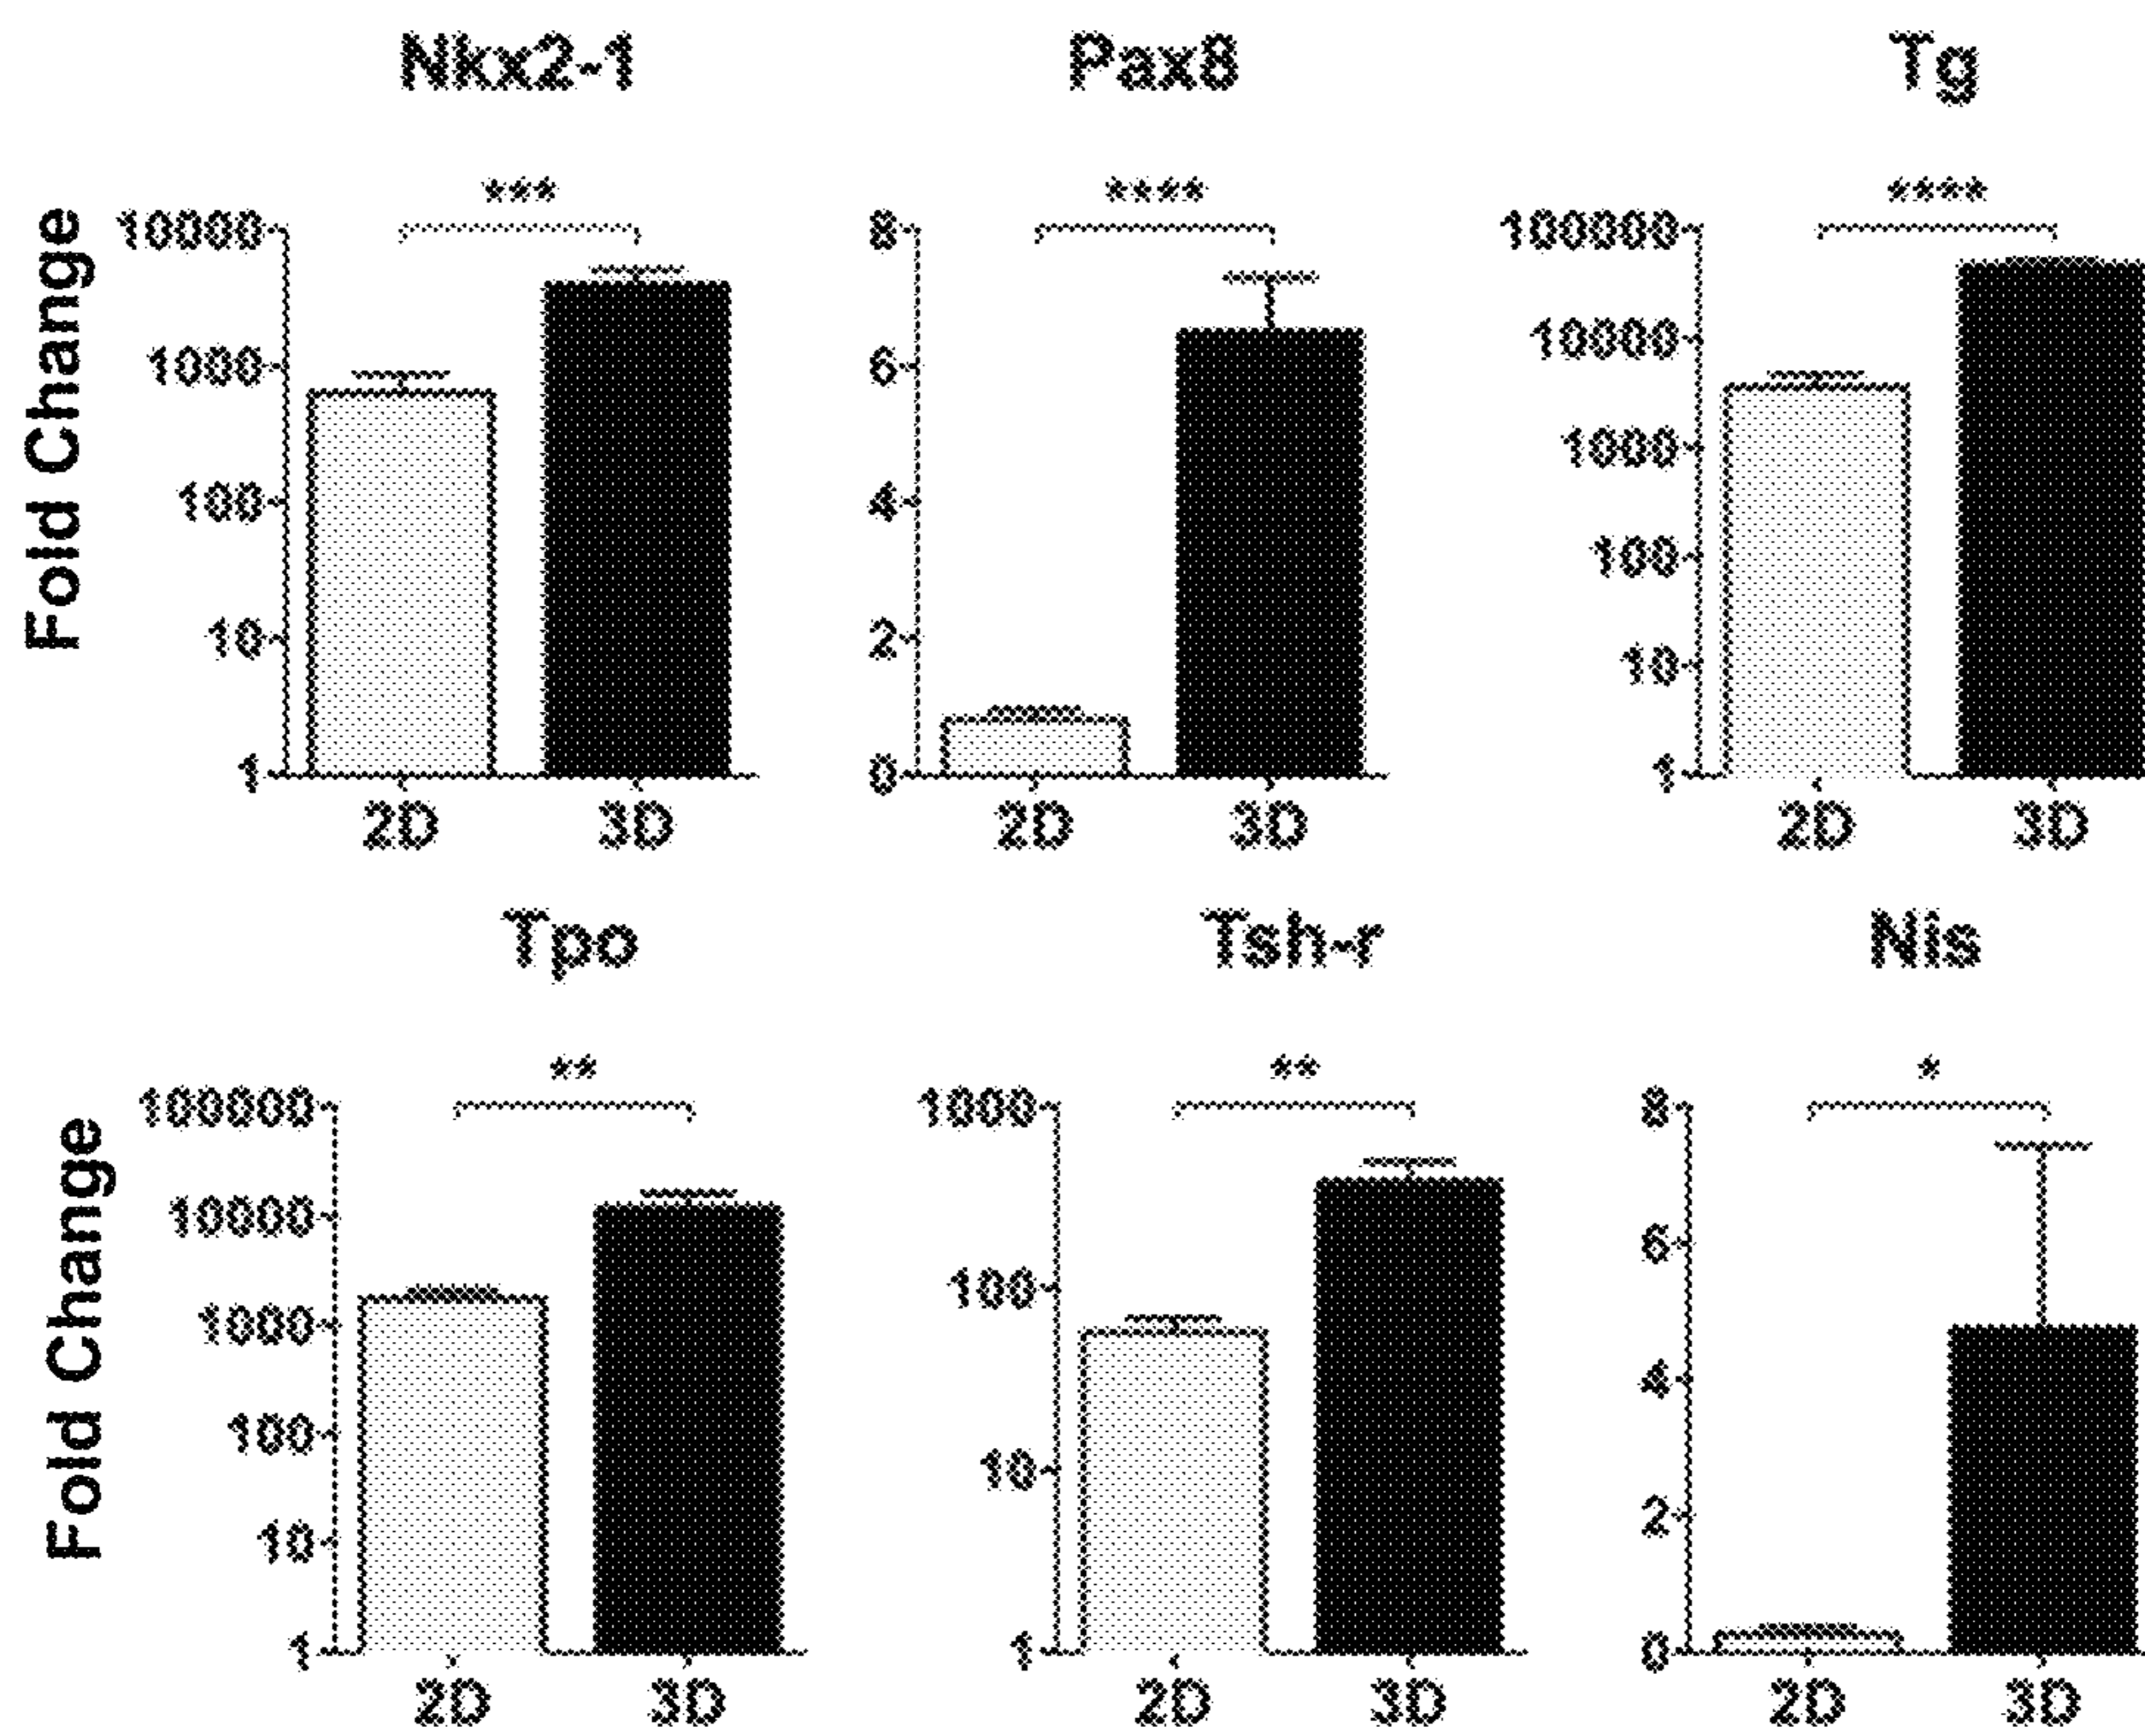 Nkx2-1 Pax8 Tg
*** **** ****
Fold Change
10000 8 100000
10000
1000 6
1000
100 4
100
10 2
10
1 0 1
2D 3D 2D 3D 2D 3D
Tpo Tsh-r Nis
** ** *
Fold Change
100000 1000 8
10000 6
1000 100
4
100
10
10 2
1 1 0
2D 3D 2D 3D 2D 3D